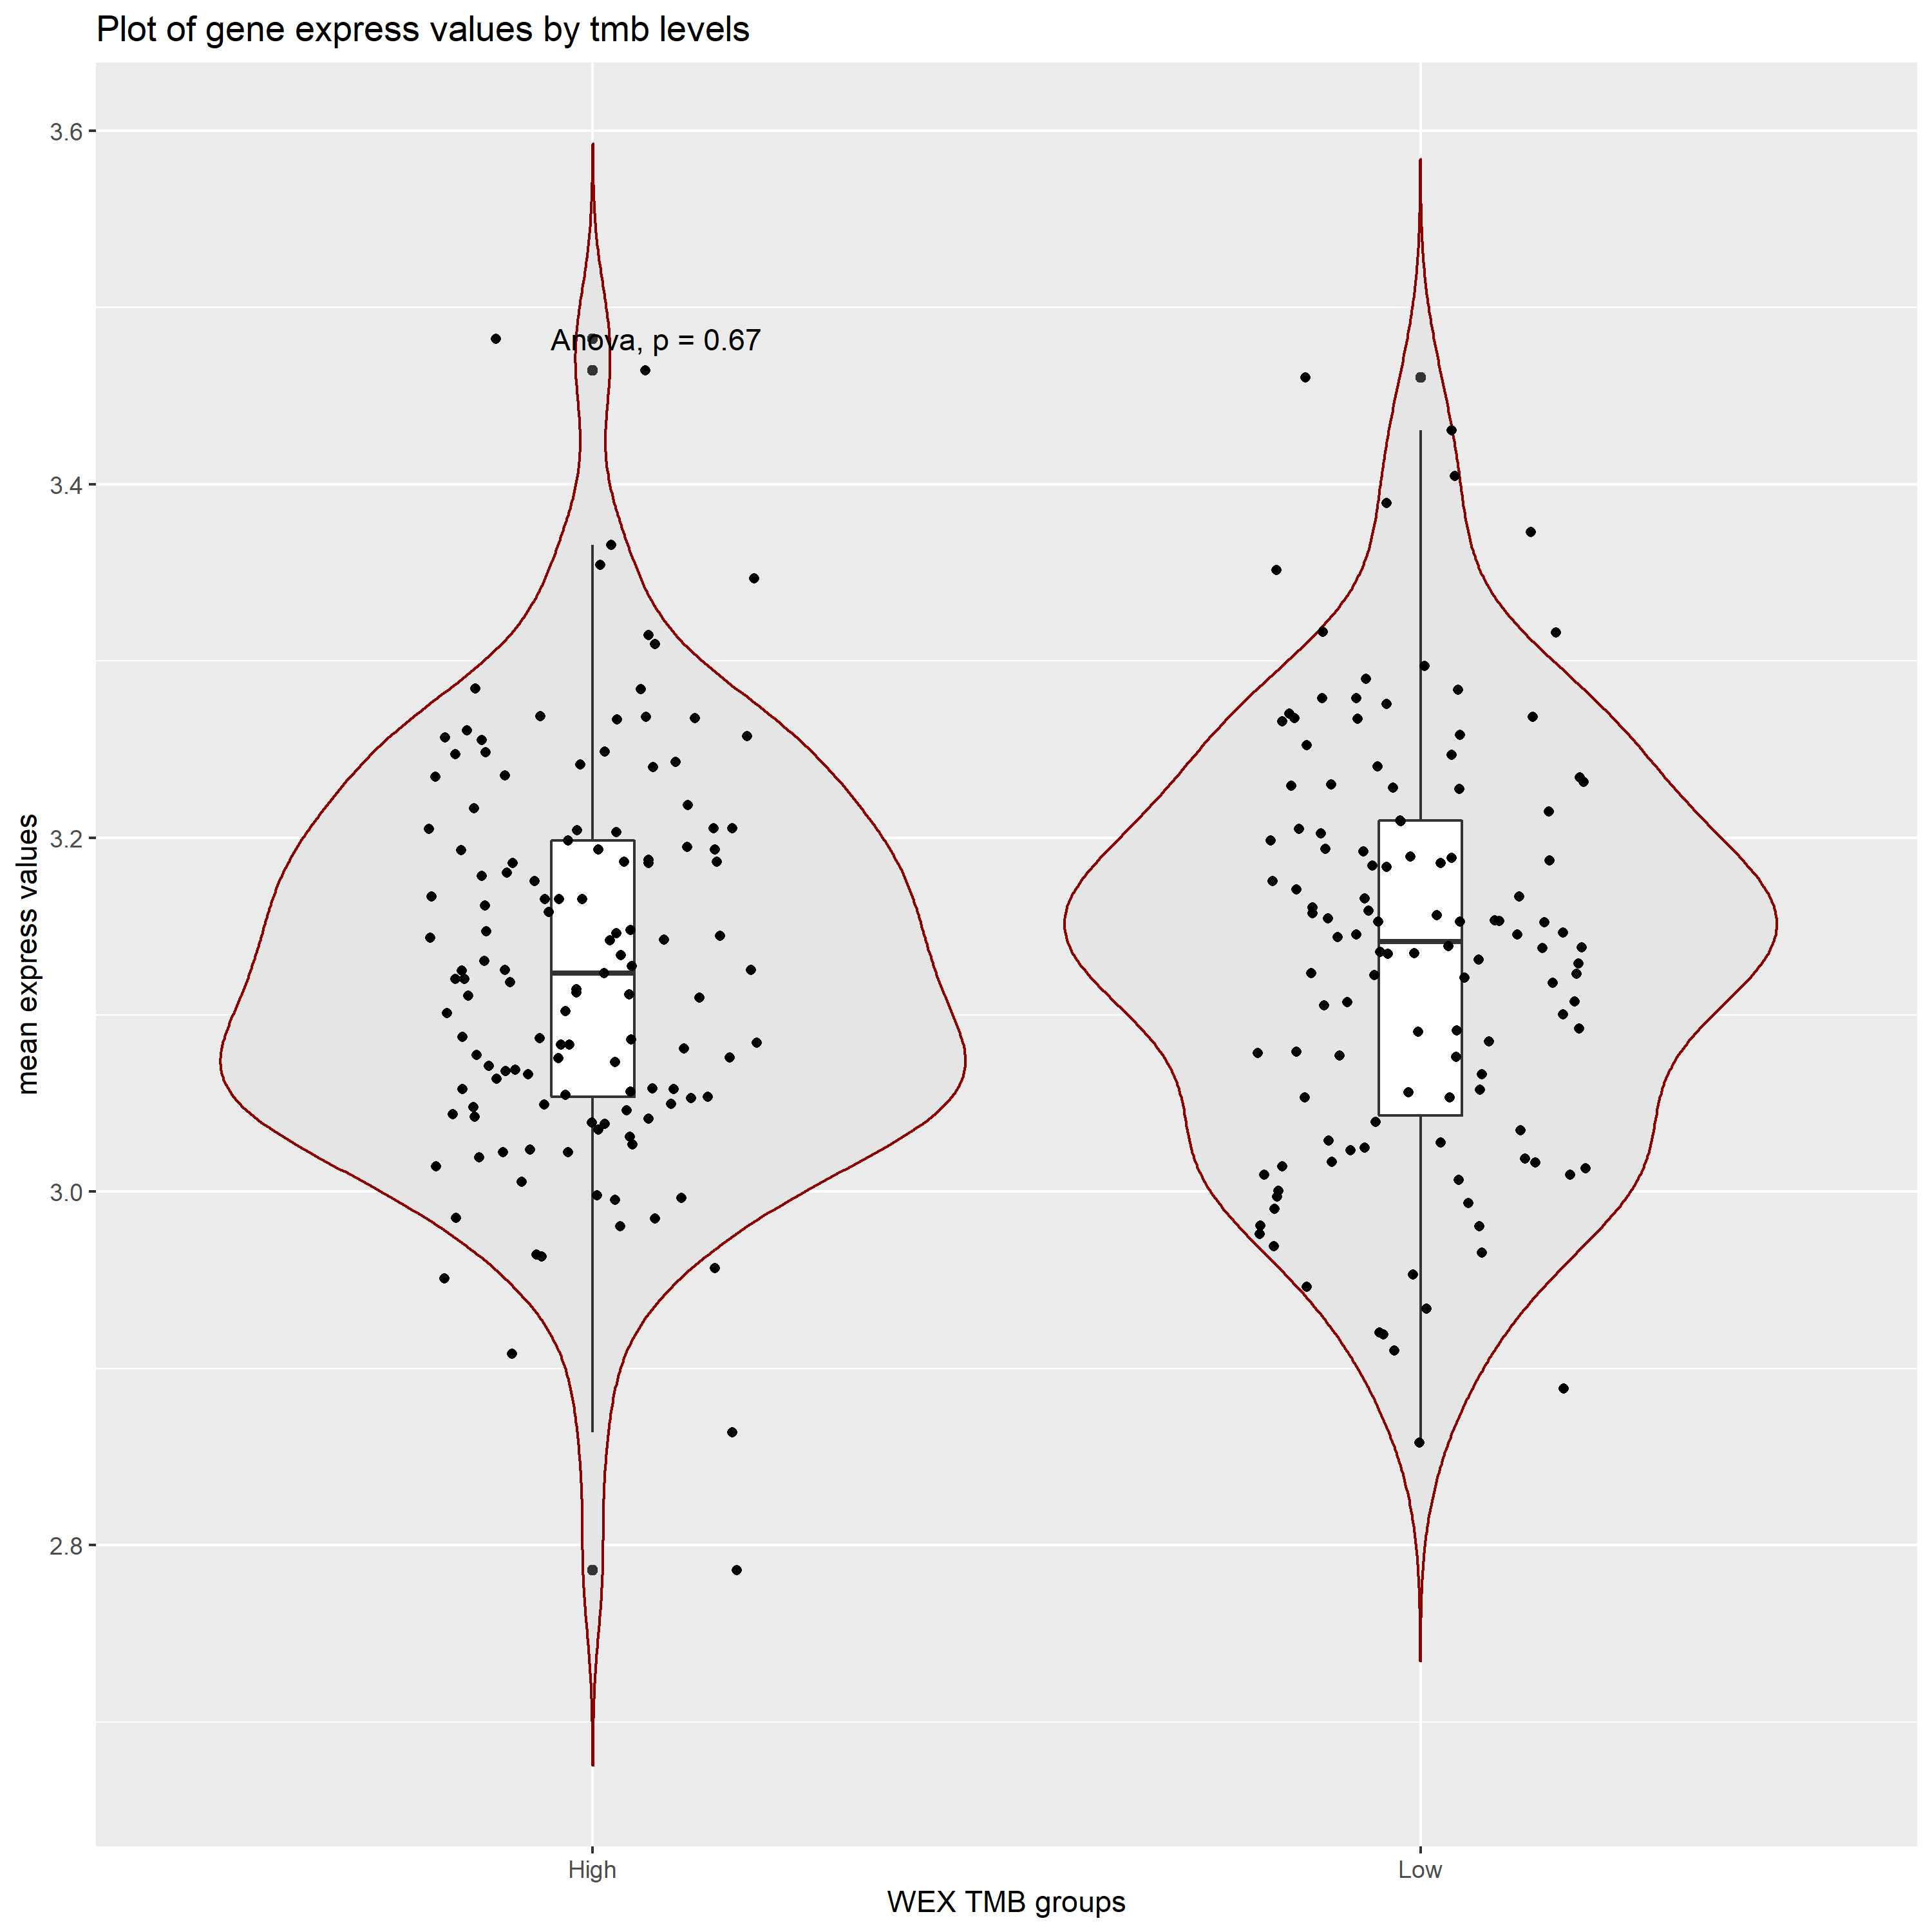 Plot of gene express values by tmb levels
3.6
Anova, p = 0.67
3.4
3.2
mean express values
3.0
2.8
High
Low
WEX TMB groups